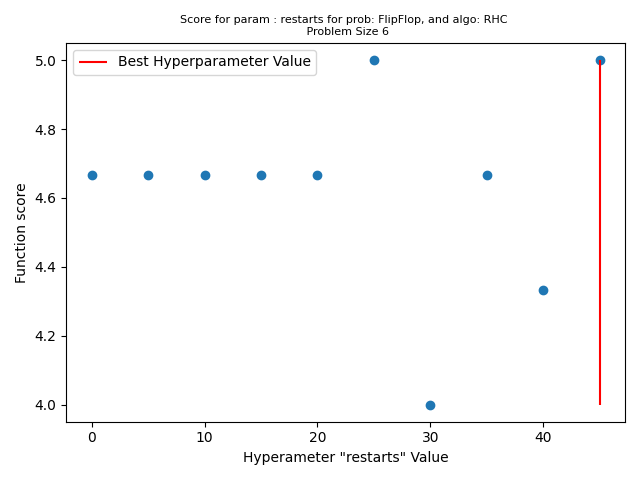 Score for param : restarts for prob: FlipFlop, and algo: RHC
Problem Size 6
5.0
4.8
4.6
4.4
4.2
4.0
Function score
Best Hyperparameter Value
0
10
20
30
40
Hyperameter "restarts" Value